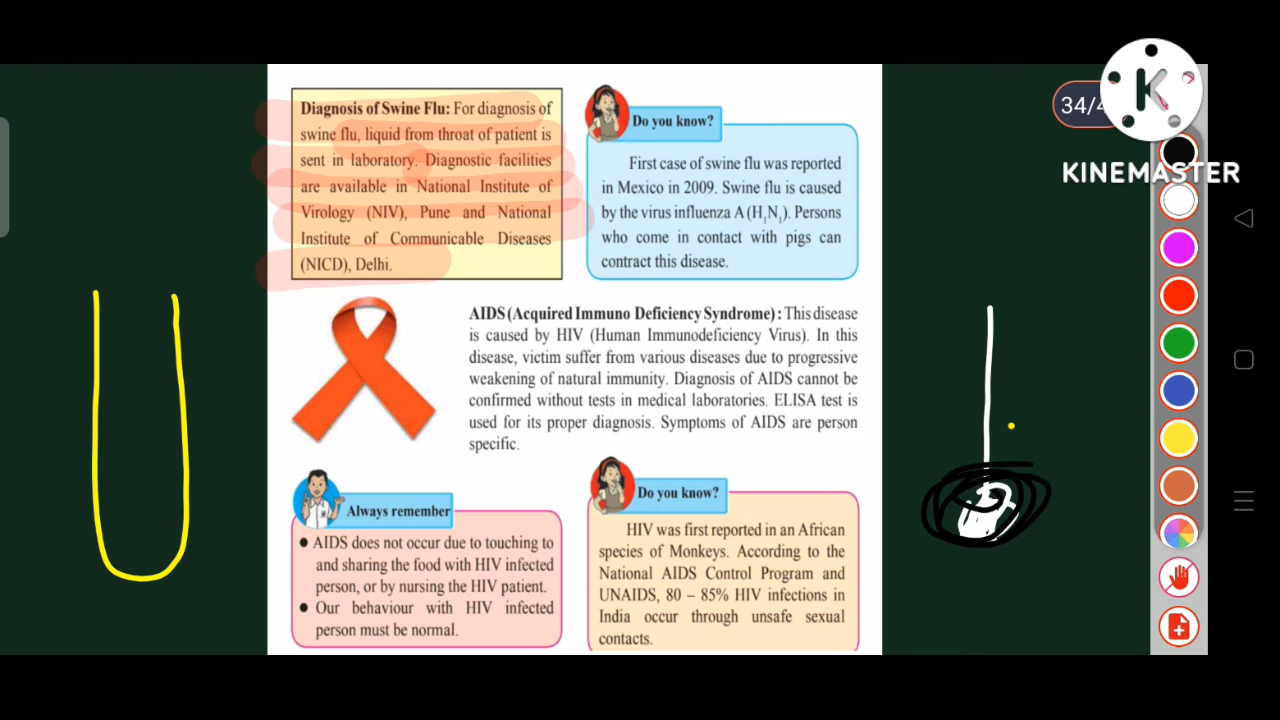 Diagnosis of Swine Flu: For diagnosis of
swine flu, liquid from throat of patient is
sent in laboratory. Diagnostic facilities
are available in National Institute of
Virology (NIV), Pune and National
Institute of Communicable Diseases
(NICD), Delhi.
Do you know?
First case of swine flu was reported
in Mexico in 2009. Swine flu is caused
by the virus influenza A (H₁N₁). Persons
who come in contact with pigs can
contract this disease.
34/4
K
KINEMASTER
AIDS (Acquired Immuno Deficiency Syndrome) : This disease
is caused by HIV (Human Immunodeficiency Virus). In this
disease, victim suffer from various diseases due to progressive
weakening of natural immunity. Diagnosis of AIDS cannot be
confirmed without tests in medical laboratories. ELISA test is
used for its proper diagnosis. Symptoms of AIDS are person
specific.
Always remember
● AIDS does not occur due to touching to
and sharing the food with HIV infected
person, or by nursing the HIV patient.
● Our behaviour with HIV infected
person must be normal.
Do you know?
HIV was first reported in an African
species of Monkeys. According to the
National AIDS Control Program and
UNAIDS, 80 – 85% HIV infections in
India occur through unsafe sexual
contacts.